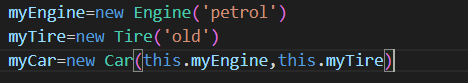 myEngine=new Engine('petrol')
myTire=new Tire('old')
myCar=new Car(this.myEngine,this.myTire)